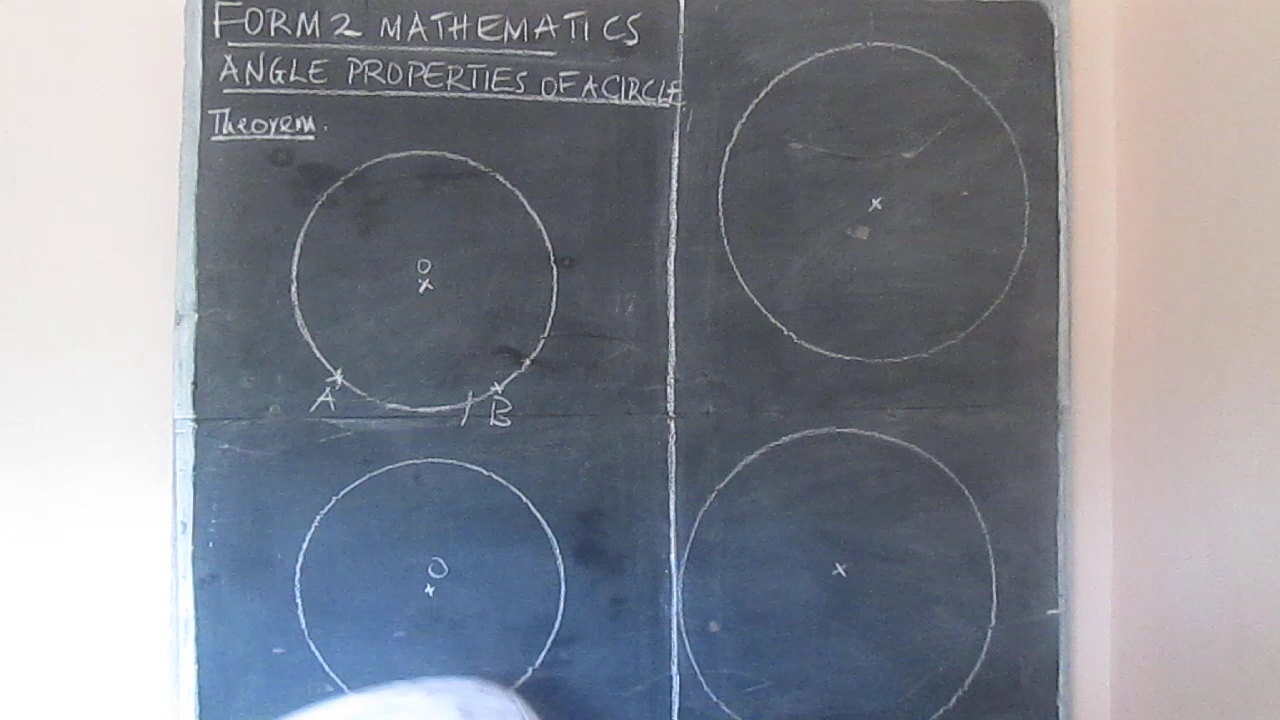 FORM 2 MATHEMATICS
ANGLE PROPERTIES OF A CIRCLE
Theorem.
O
A
B
O